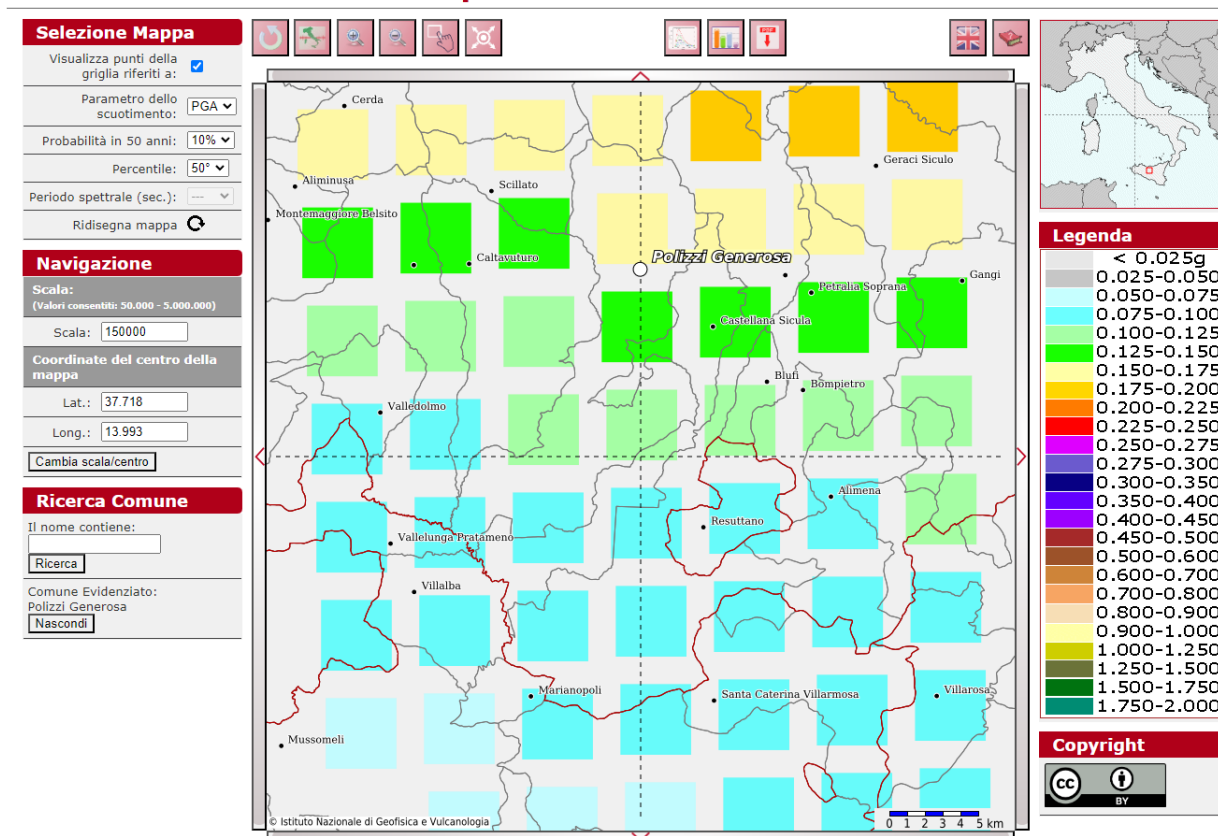 Selezione Mappa
Visualizza punti della
griglia riferiti a:
Parametro dello
scuotimento:
PGA
Probabilità in 50 anni:
10%
Percentile:
50°
Periodo spettrale (sec.):
---
Ridisegna mappa
Navigazione
Scala:
(Valori consentiti: 50.000 - 5.000.000)
Scala:
150000
Coordinate del centro della
mappa
Lat.:
37.718
Long.:
13.993
Cambia scala/centro
Ricerca Comune
Il nome contiene:
Ricerca
Comune Evidenziato:
Polizzi Generosa
Nascondi
PDF
Cerda
Geraci Siculo
Aliminusa
Scillato
Montemaggiore Belsito
Caltavuturo
Polizzi Generosa
Gangi
Petralia Soprana
Castellana Sicula
Blufi
Bompietro
Valledolmo
Alimena
Resuttano
Vallelunga Pratameno
Villalba
Marianopoli
Santa Caterina Villarmosa
Villarosa
Mussomeli
© Istituto Nazionale di Geofisica e Vulcanologia
0 1 2 3 4 5 km
Legenda
< 0.025g
0.025-0.050
0.050-0.075
0.075-0.100
0.100-0.125
0.125-0.150
0.150-0.175
0.175-0.200
0.200-0.225
0.225-0.250
0.250-0.275
0.275-0.300
0.300-0.350
0.350-0.400
0.400-0.450
0.450-0.500
0.500-0.600
0.600-0.700
0.700-0.800
0.800-0.900
0.900-1.000
1.000-1.250
1.250-1.500
1.500-1.750
1.750-2.000
Copyright
cc
BY